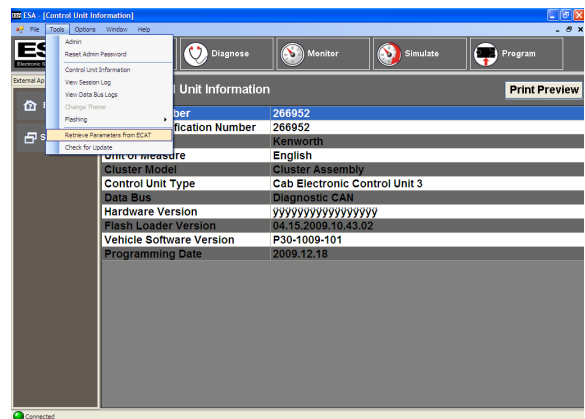 ESA - [Control Unit Information]
File Tools Options Window Help
ES
Electronic S
Diagnose
Monitor
Simulate
Program
Admin
Reset Admin Password
Control Unit Information
View Session Log
View Data Bus Logs
Change Theme
Flashing
Retrieve Parameters from ECAT
Check for Update
External Ap
S
Unit Information
Print Preview
ber 266952
fication Number 266952
Kenworth
Unit of Measure English
Cluster Model Cluster Assembly
Control Unit Type Cab Electronic Control Unit 3
Data Bus Diagnostic CAN
Hardware Version ÿÿÿÿÿÿÿÿÿÿÿÿÿÿÿÿ
Flash Loader Version 04.15.2009.10.43.02
Vehicle Software Version P30-1009-101
Programming Date 2009.12.18
Connected